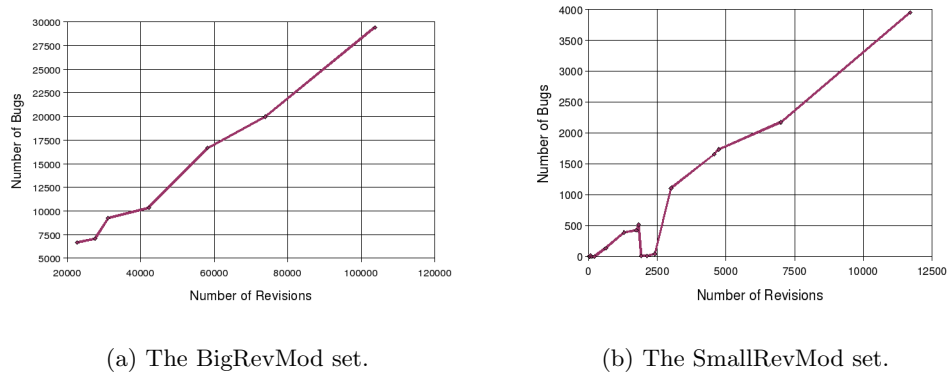 30000
27500
25000
22500
20000
17500
15000
12500
10000
7500
5000
Number of Bugs
20000 40000 60000 80000 100000 120000
Number of Revisions
(a) The BigRevMod set.
4000
3500
3000
2500
2000
1500
1000
500
0
Number of Bugs
0 2500 5000 7500 10000 12500
Number of Revisions
(b) The SmallRevMod set.